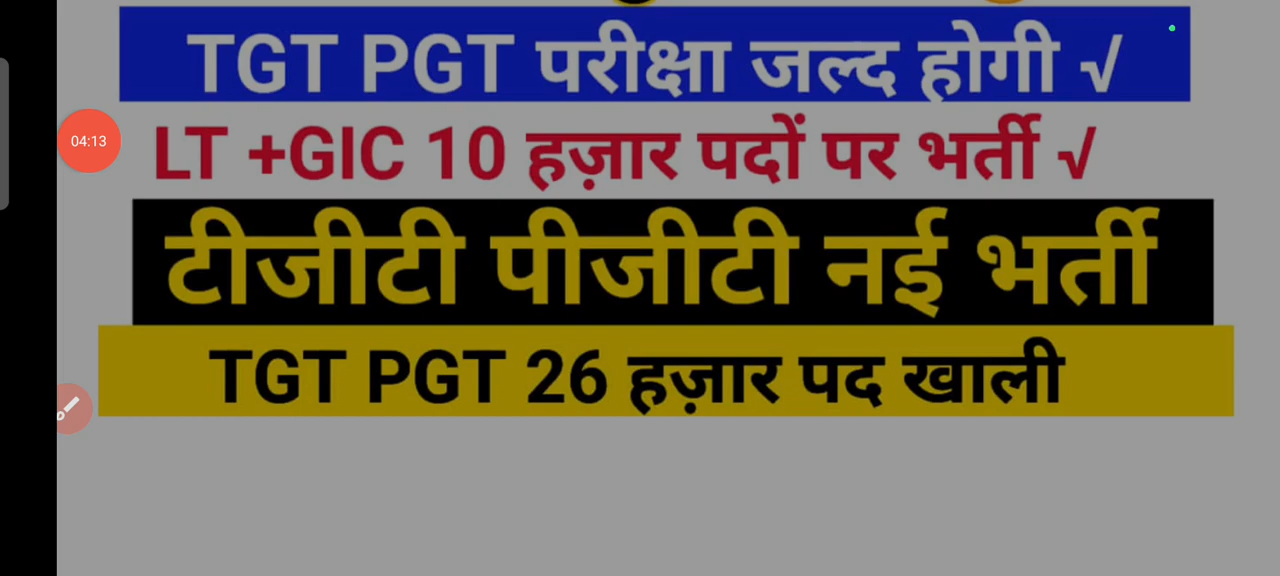 TGT PGT परीक्षा जल्द होगी √
04:13
LT +GIC 10 हज़ार पदों पर भर्ती √
टीजीटी पीजीटी नई भर्ती
TGT PGT 26 हज़ार पद खाली